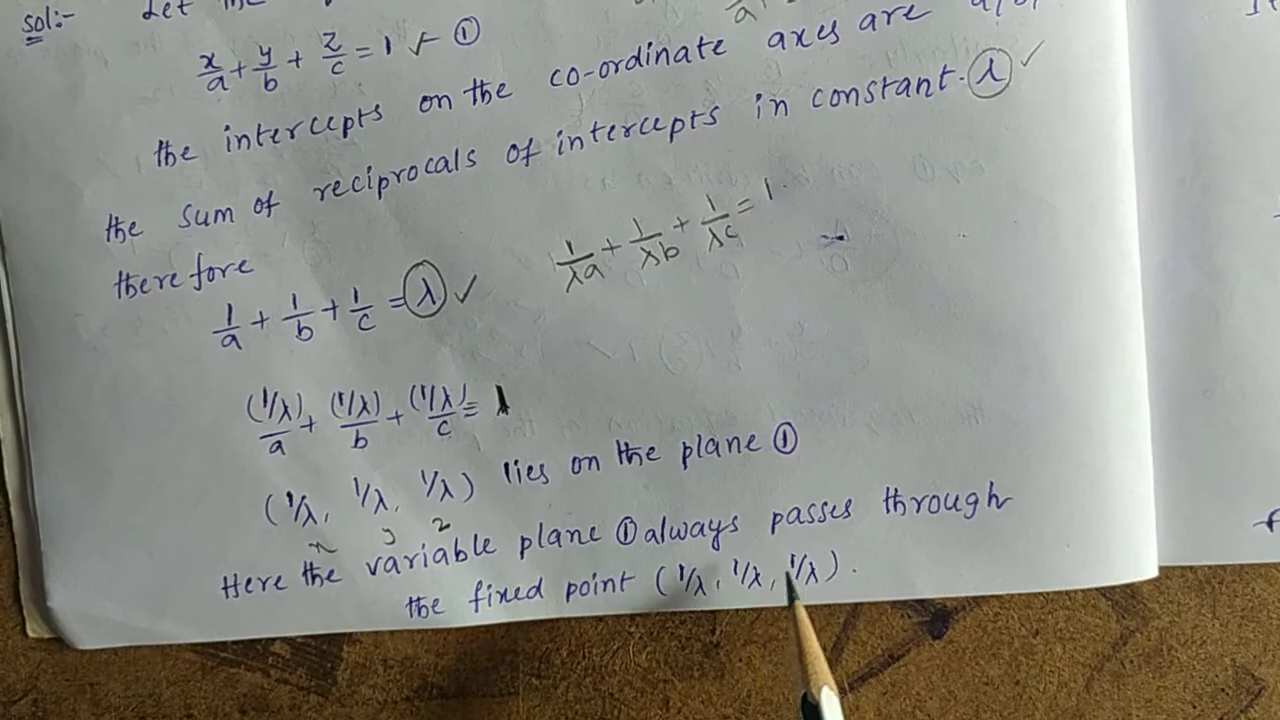 Sol:- Let the
x/a + y/b + z/c = 1 ①
the intercepts on the co-ordinate axes are a, b,
the sum of reciprocals of intercepts in constant. λ ✓
therefore
1/a + 1/b + 1/c = λ ✓
1/λa + 1/λb + 1/λc = 1.
(1/λ)/a + (1/λ)/b + (1/λ)/c = 1
(1/λ, 1/λ, 1/λ) lies on the plane ①
x y z
Here the variable plane ① always passes through
the fixed point (1/λ, 1/λ, 1/λ).